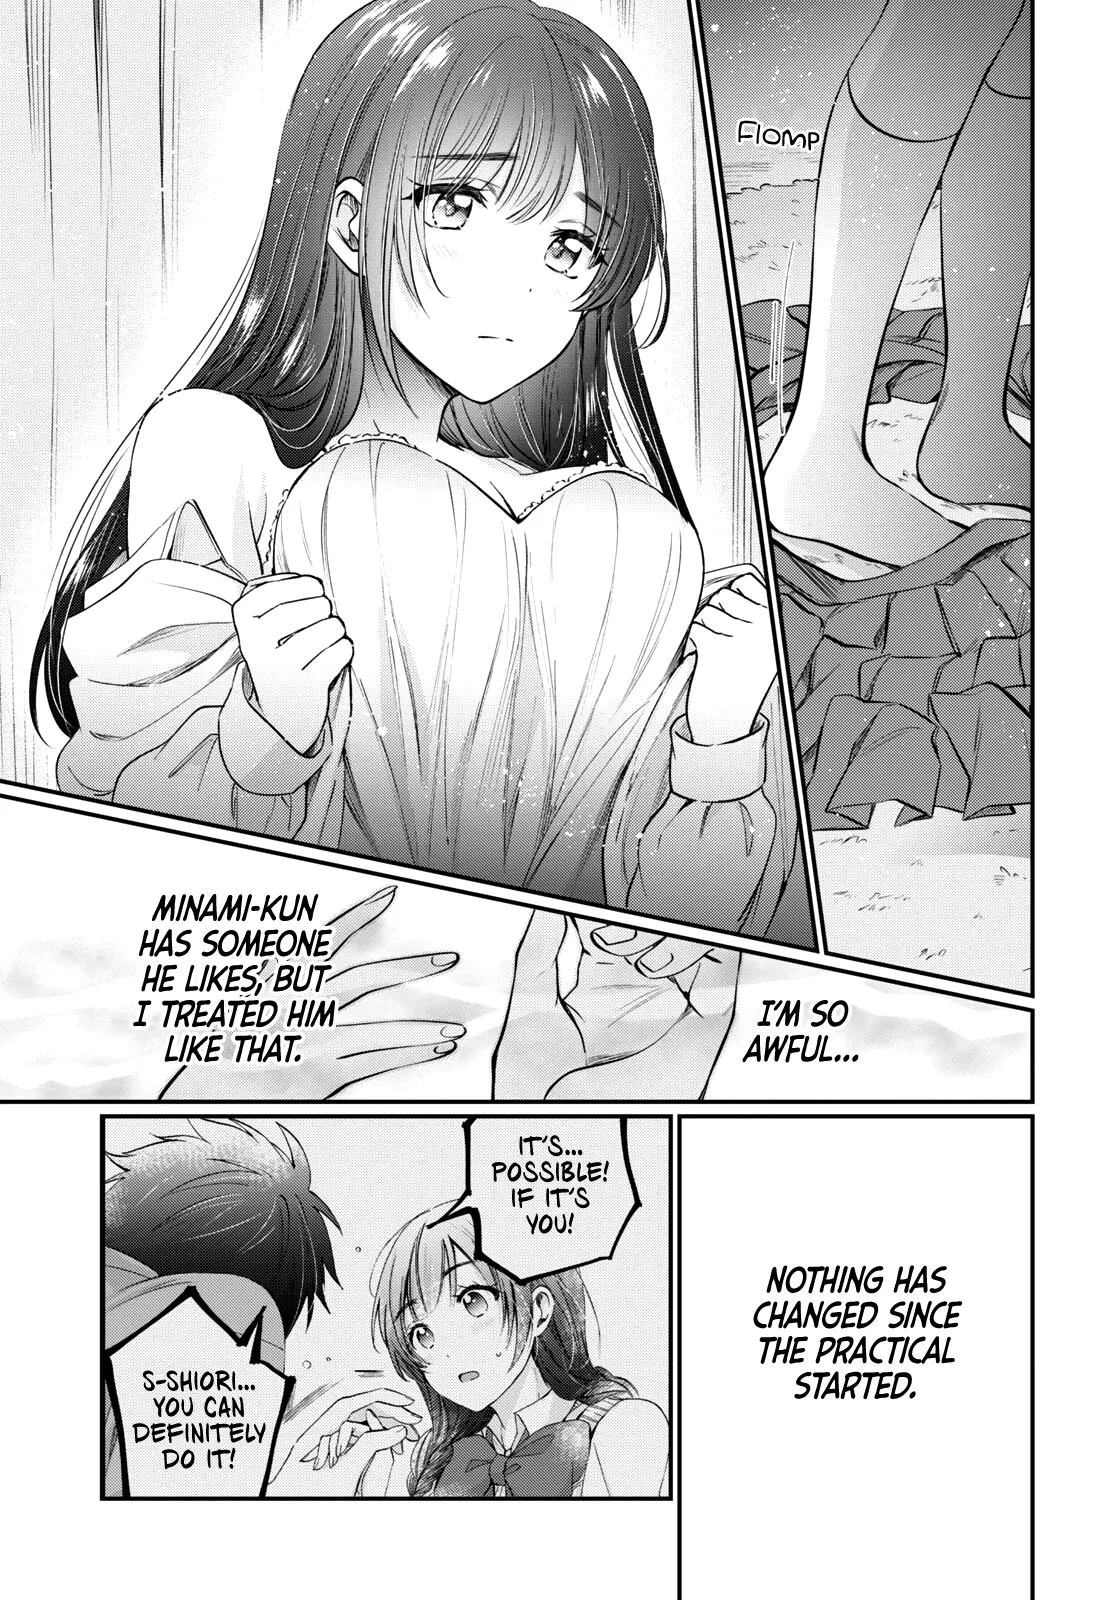 FLOMP
I'M SO
AWFUL...
MINAMI-KUN
HAS SOMEONE
HE LIKES, BUT
I TREATED HIM
LIKE THAT.
NOTHING HAS
CHANGED SINCE
THE PRACTICAL
STARTED.
IT'S...
POSSIBLE!
IF IT'S
YOU!
S-SHIORI...
YOU CAN
DEFINITELY
DO IT!